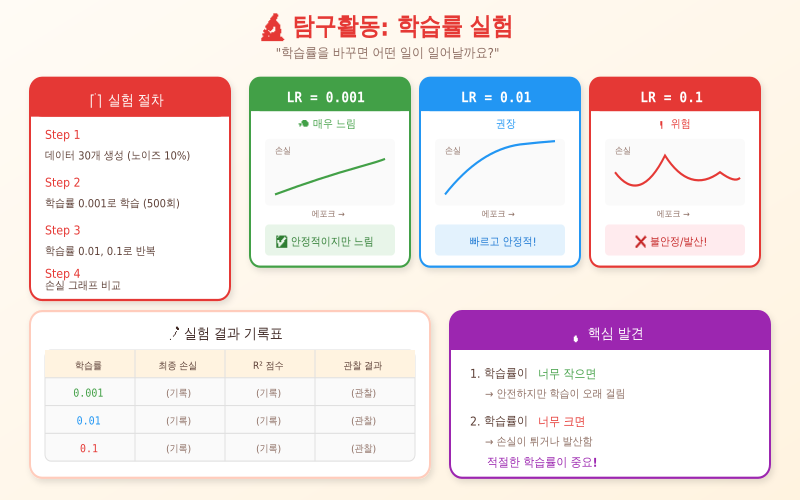 탐구활동: 학습률 실험
"학습률을 바꾸면 어떤 일이 일어날까요?"
실험 절차
Step 1
데이터 30개 생성 (노이즈 10%)
Step 2
학습률 0.001로 학습 (500회)
Step 3
학습률 0.01, 0.1로 반복
Step 4
손실 그래프 비교
LR = 0.001
매우 느림
손실
에포크 →
안정적이지만 느림
LR = 0.01
권장
손실
에포크 →
빠르고 안정적!
LR = 0.1
위험
손실
에포크 →
불안정/발산!
실험 결과 기록표
학습률 최종 손실 R² 점수 관찰 결과
0.001 (기록) (기록) (관찰)
0.01 (기록) (기록) (관찰)
0.1 (기록) (기록) (관찰)
핵심 발견
1. 학습률이 너무 작으면
→ 안전하지만 학습이 오래 걸림
2. 학습률이 너무 크면
→ 손실이 튀거나 발산함
적절한 학습률이 중요!